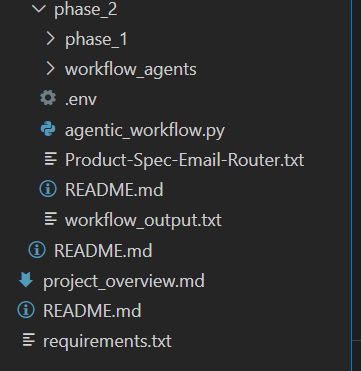 phase_2
phase_1
workflow_agents
.env
agentic_workflow.py
Product-Spec-Email-Router.txt
README.md
workflow_output.txt
README.md
project_overview.md
README.md
requirements.txt